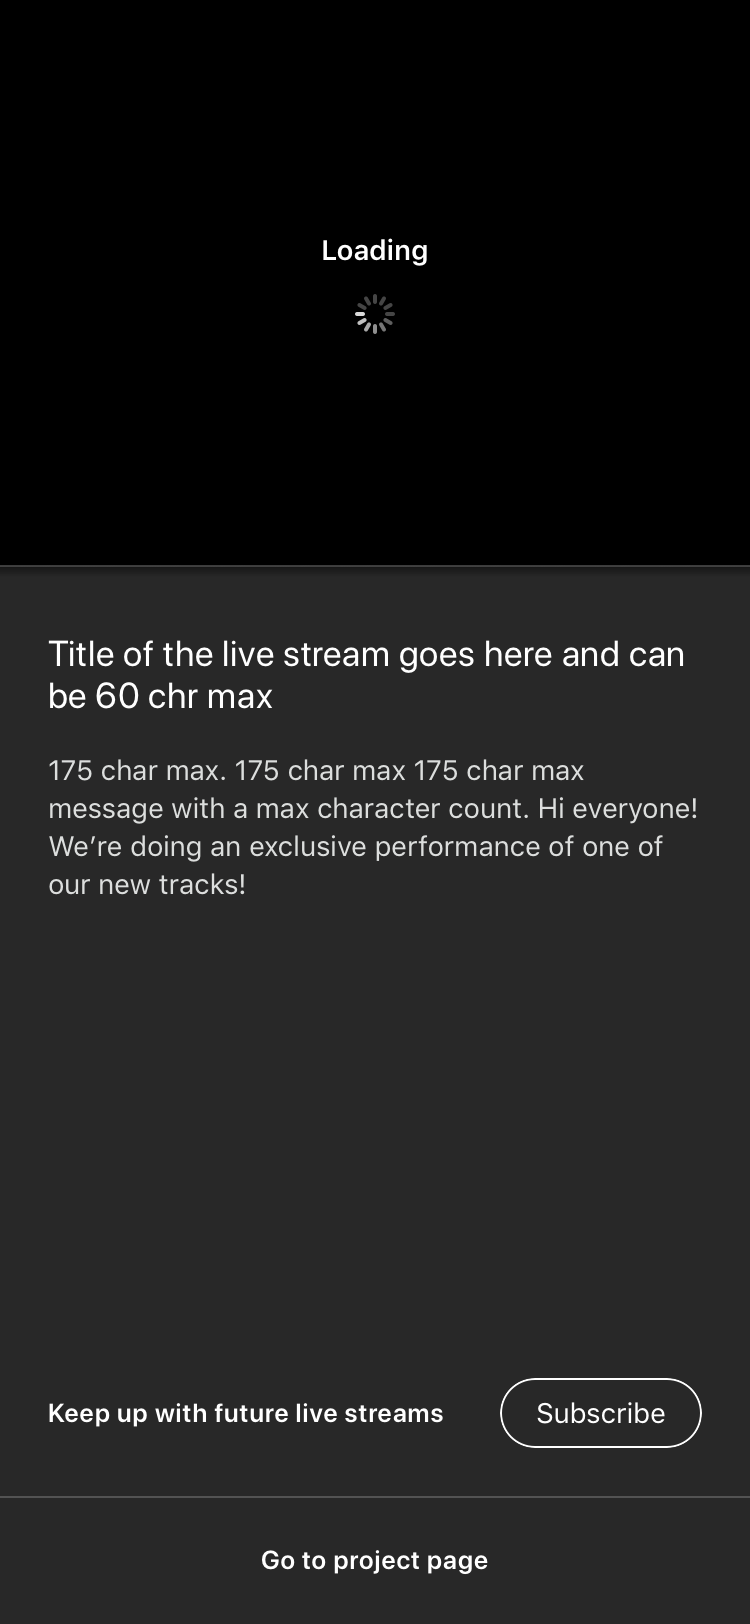 Loading
Title of the live stream goes here and can
be 60 chr max
175 char max. 175 char max 175 char max
message with a max character count. Hi everyone!
We’re doing an exclusive performance of one of
our new tracks!
Keep up with future live streams
Subscribe
Go to project page